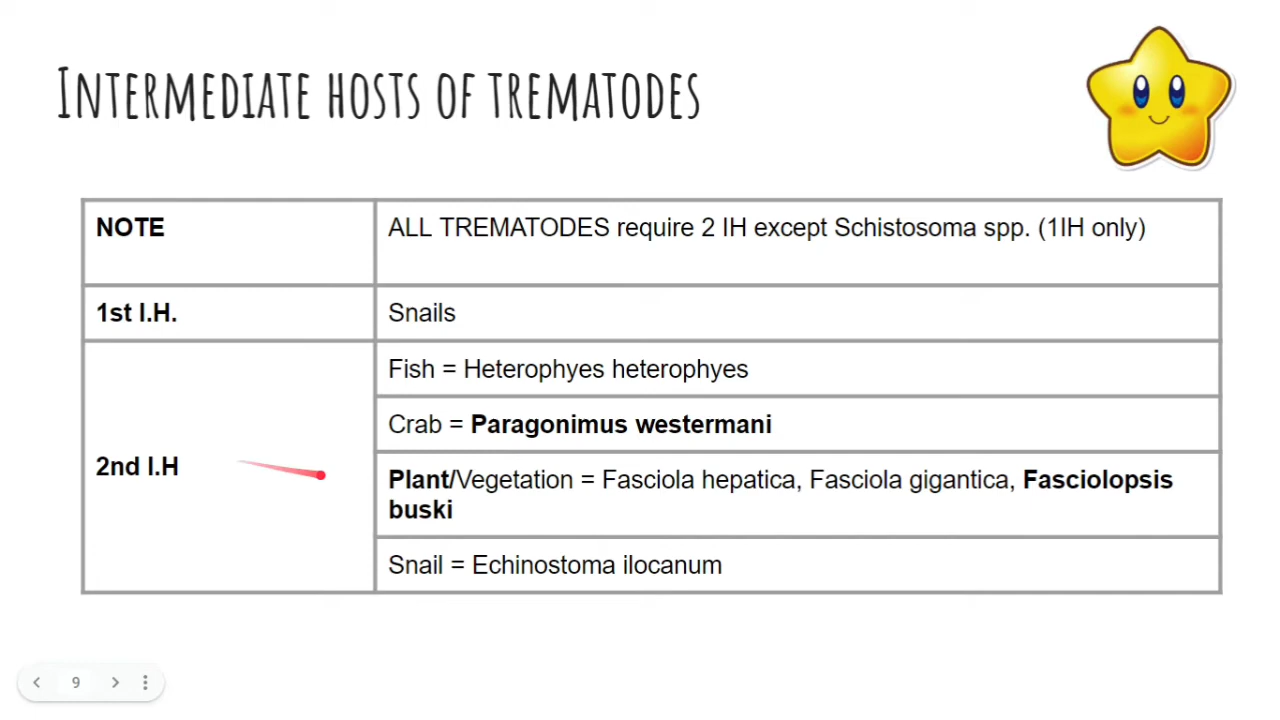 INTERMEDIATE HOSTS OF TREMATODES
NOTE
ALL TREMATODES require 2 IH except Schistosoma spp. (1IH only)
1st I.H.
Snails
2nd I.H
Fish = Heterophyes heterophyes
Crab = Paragonimus westermani
Plant/Vegetation = Fasciola hepatica, Fasciola gigantica, Fasciolopsis
buski
Snail = Echinostoma ilocanum
9